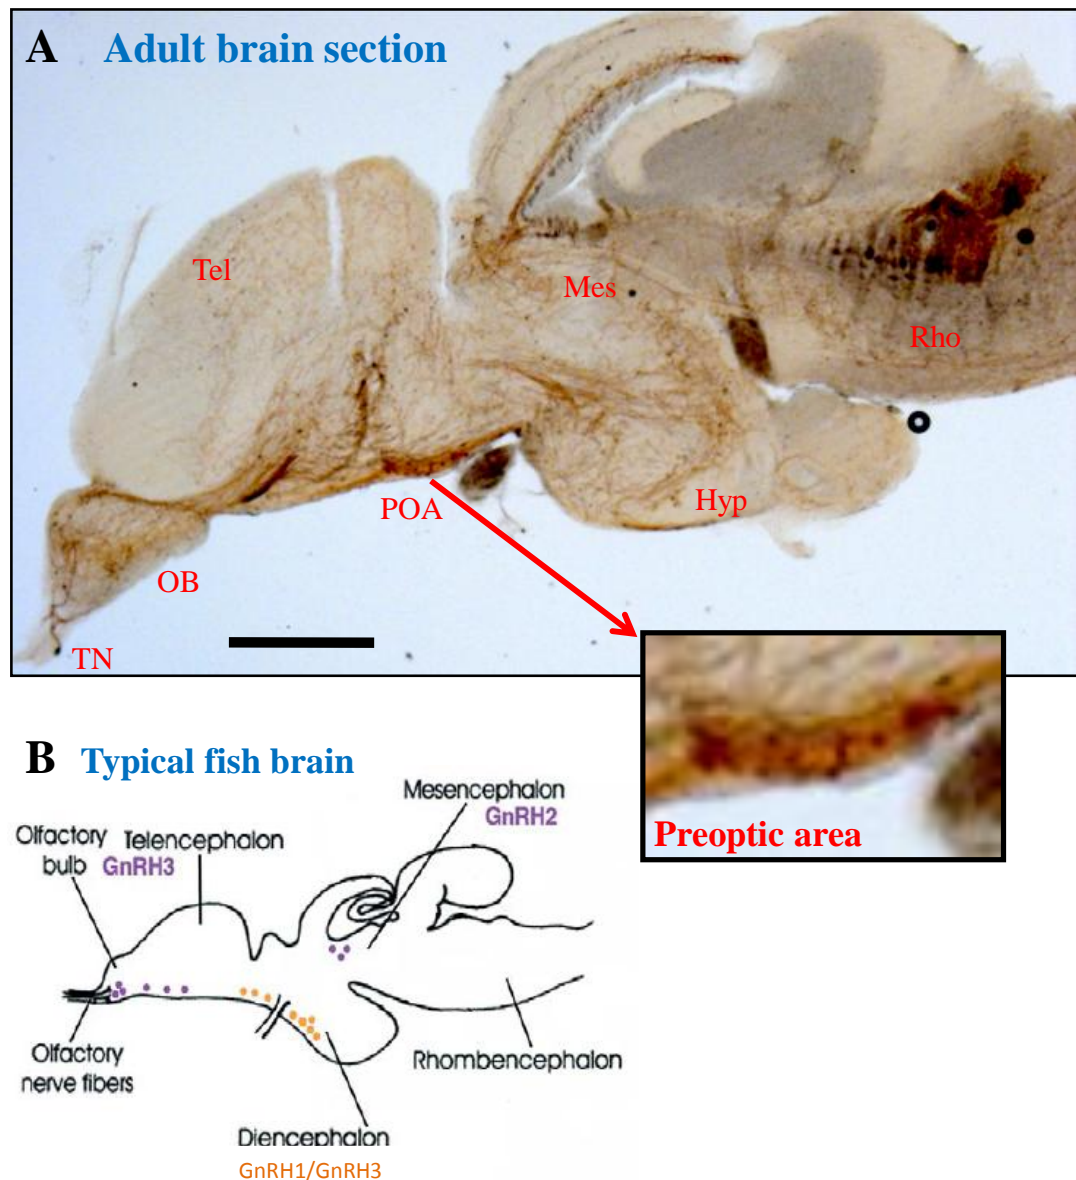 A Adult brain section
Tel
Mes
Rho
POA
Hyp
OB
TN
Preoptic area
B Typical fish brain
Mesencephalon
GnRH2
Olfactory
bulb
Telencephalon
GnRH3
Olfactory
nerve fibers
Rhombencephalon
Diencephalon
GnRH1/GnRH3